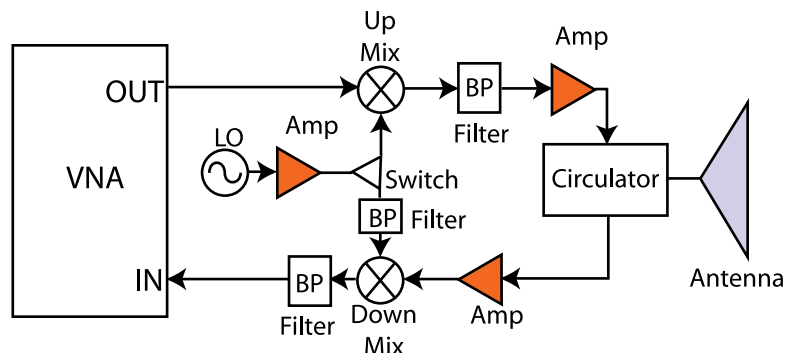 Up
Mix
Amp
OUT
BP
Filter
LO
Amp
VNA
Switch
Circulator
BP
Filter
Antenna
IN
BP
Filter
Down
Mix
Amp